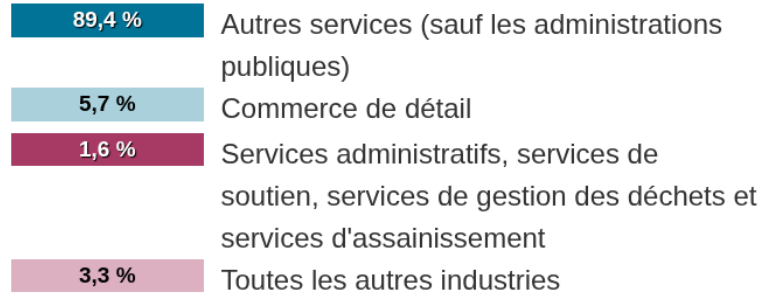 89,4 % Autres services (sauf les administrations
publiques)
5,7 % Commerce de détail
1,6 % Services administratifs, services de
soutien, services de gestion des déchets et
services d'assainissement
3,3 % Toutes les autres industries